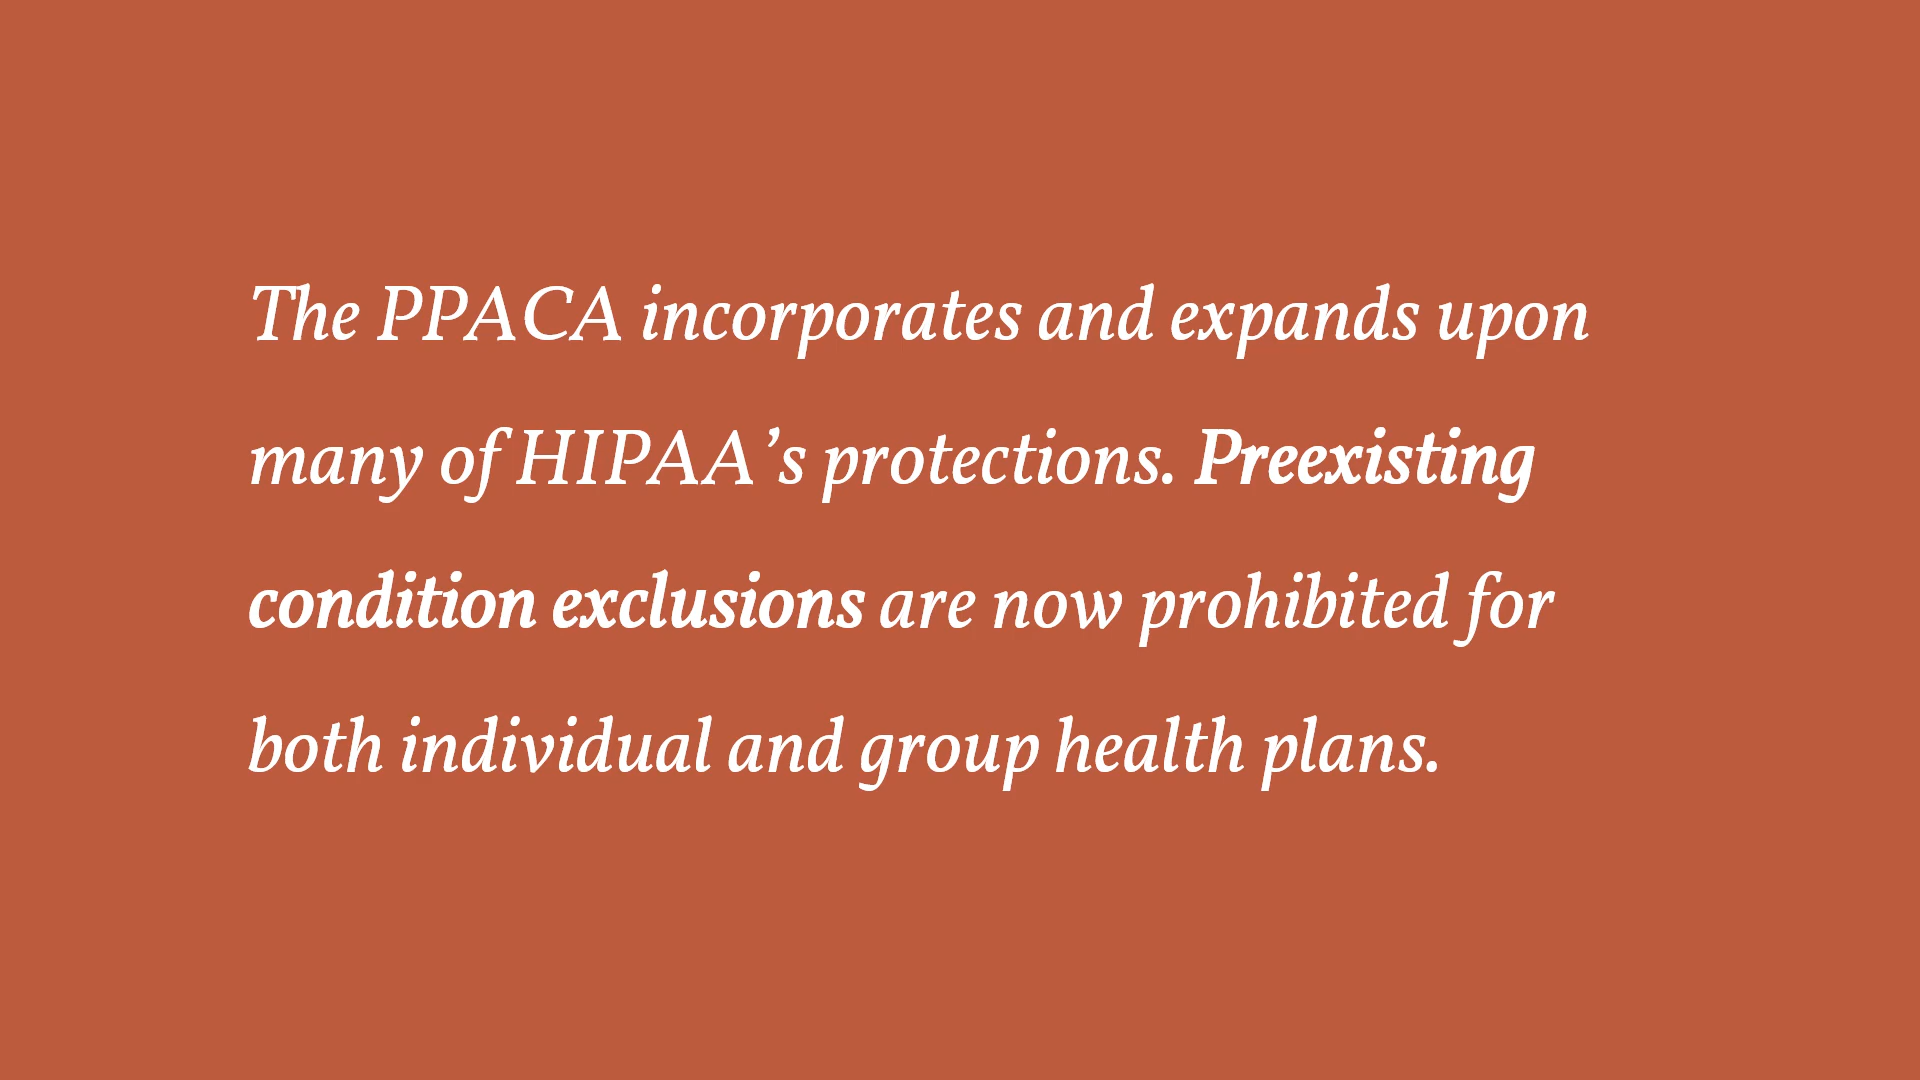 The PPACA incorporates and expands upon
many of HIPAA’s protections. Preexisting
condition exclusions are now prohibited for
both individual and group health plans.